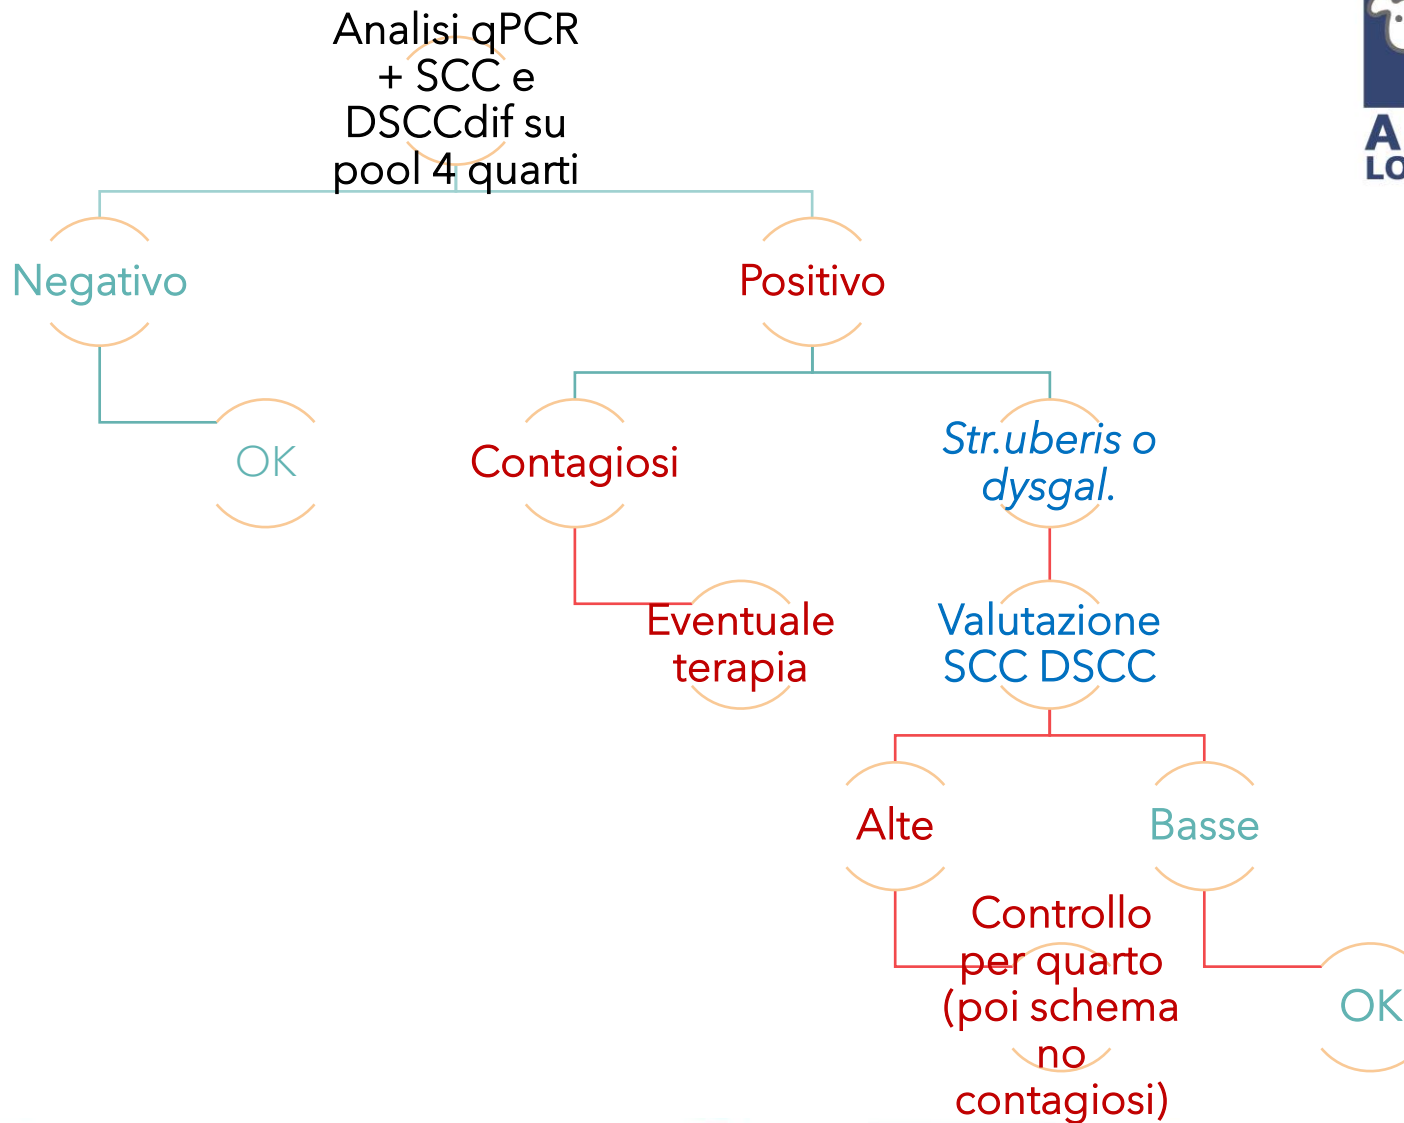 Analisi qPCR
+ SCC e
DSCCdif su
pool 4 quarti
Negativo
Positivo
OK
Contagiosi
Str.uberis o
dysgal.
Eventuale
terapia
Valutazione
SCC DSCC
Alte
Basse
Controllo
per quarto
(poi schema
no
contagiosi)
OK